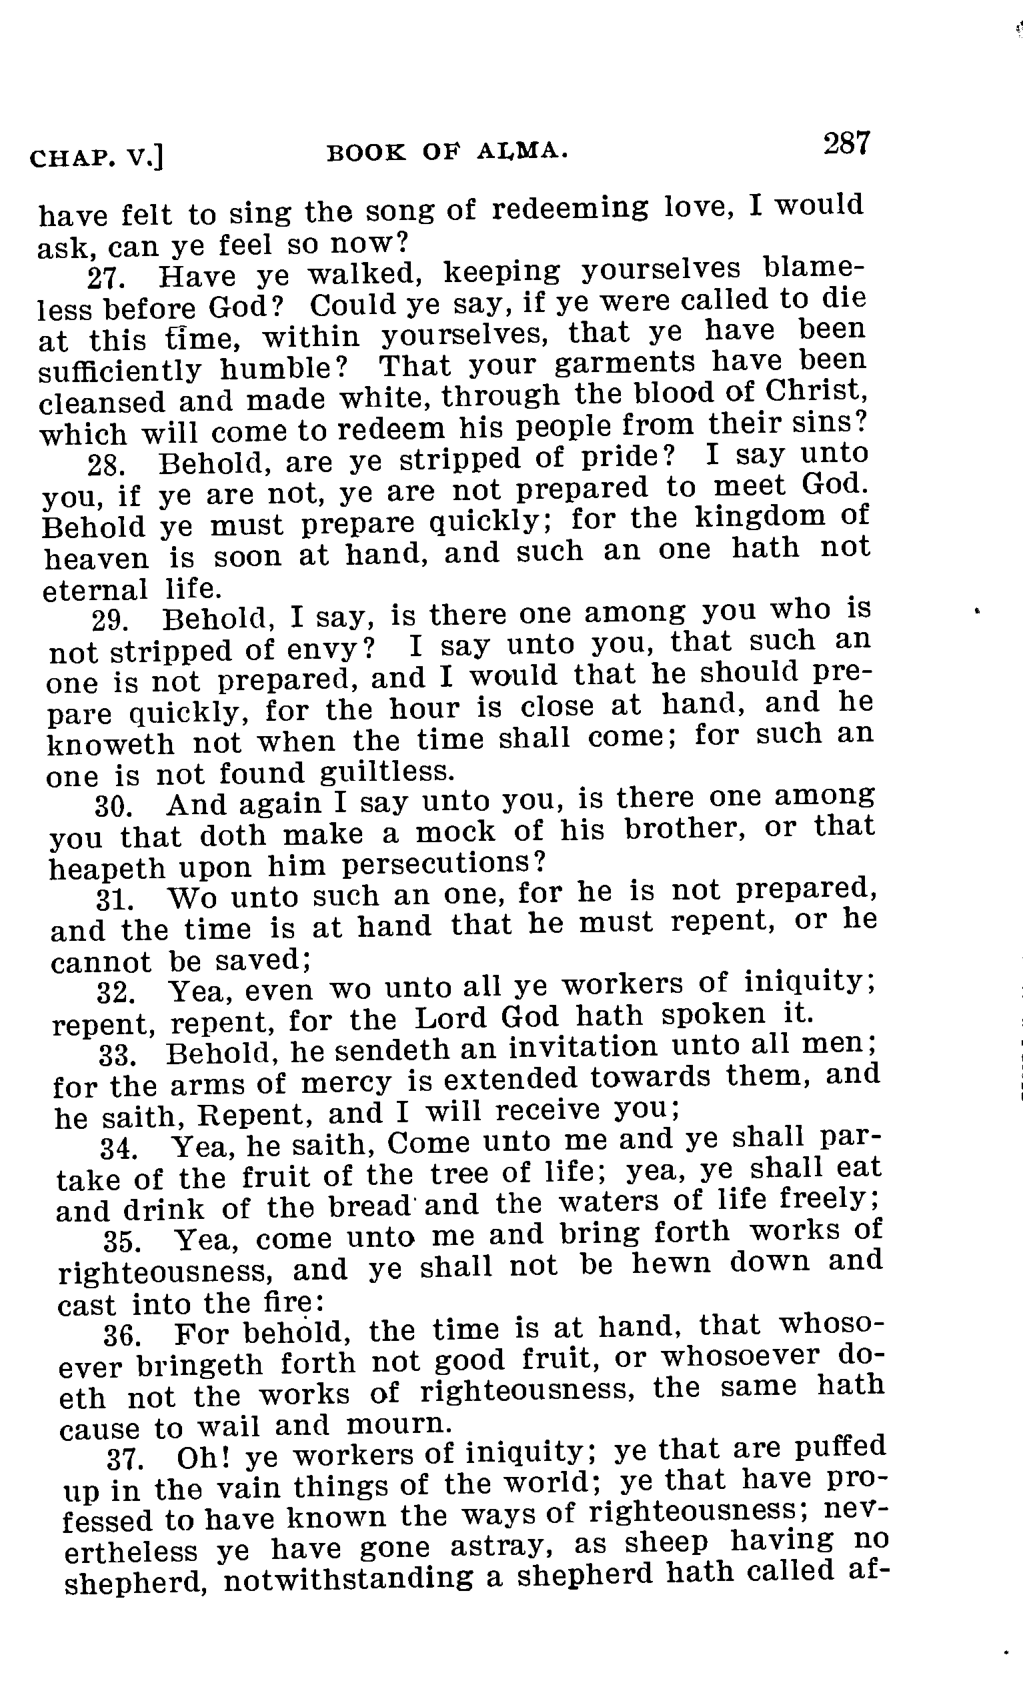 CHAP. V.] BOOK OF ALMA. 287
have felt to sing the song of redeeming love, I would
ask, can ye feel so now?
27. Have ye walked, keeping yourselves blame-
less before God? Could ye say, if ye were called to die
at this time, within yourselves, that ye have been
sufficiently humble? That your garments have been
cleansed and made white, through the blood of Christ,
which will come to redeem his people from their sins?
28. Behold, are ye stripped of pride? I say unto
you, if ye are not, ye are not prepared to meet God.
Behold ye must prepare quickly; for the kingdom of
heaven is soon at hand, and such an one hath not
eternal life.
29. Behold, I say, is there one among you who is
not stripped of envy? I say unto you, that such an
one is not prepared, and I would that he should pre-
pare quickly, for the hour is close at hand, and he
knoweth not when the time shall come; for such an
one is not found guiltless.
30. And again I say unto you, is there one among
you that doth make a mock of his brother, or that
heapeth upon him persecutions?
31. Wo unto such an one, for he is not prepared,
and the time is at hand that he must repent, or he
cannot be saved;
32. Yea, even wo unto all ye workers of iniquity;
repent, repent, for the Lord God hath spoken it.
33. Behold, he sendeth an invitation unto all men;
for the arms of mercy is extended towards them, and
he saith, Repent, and I will receive you;
34. Yea, he saith, Come unto me and ye shall par-
take of the fruit of the tree of life; yea, ye shall eat
and drink of the bread and the waters of life freely;
35. Yea, come unto me and bring forth works of
righteousness, and ye shall not be hewn down and
cast into the fire:
36. For behold, the time is at hand, that whoso-
ever bringeth forth not good fruit, or whosoever do-
eth not the works of righteousness, the same hath
cause to wail and mourn.
37. Oh! ye workers of iniquity; ye that are puffed
up in the vain things of the world; ye that have pro-
fessed to have known the ways of righteousness; nev-
ertheless ye have gone astray, as sheep having no
shepherd, notwithstanding a shepherd hath called af-